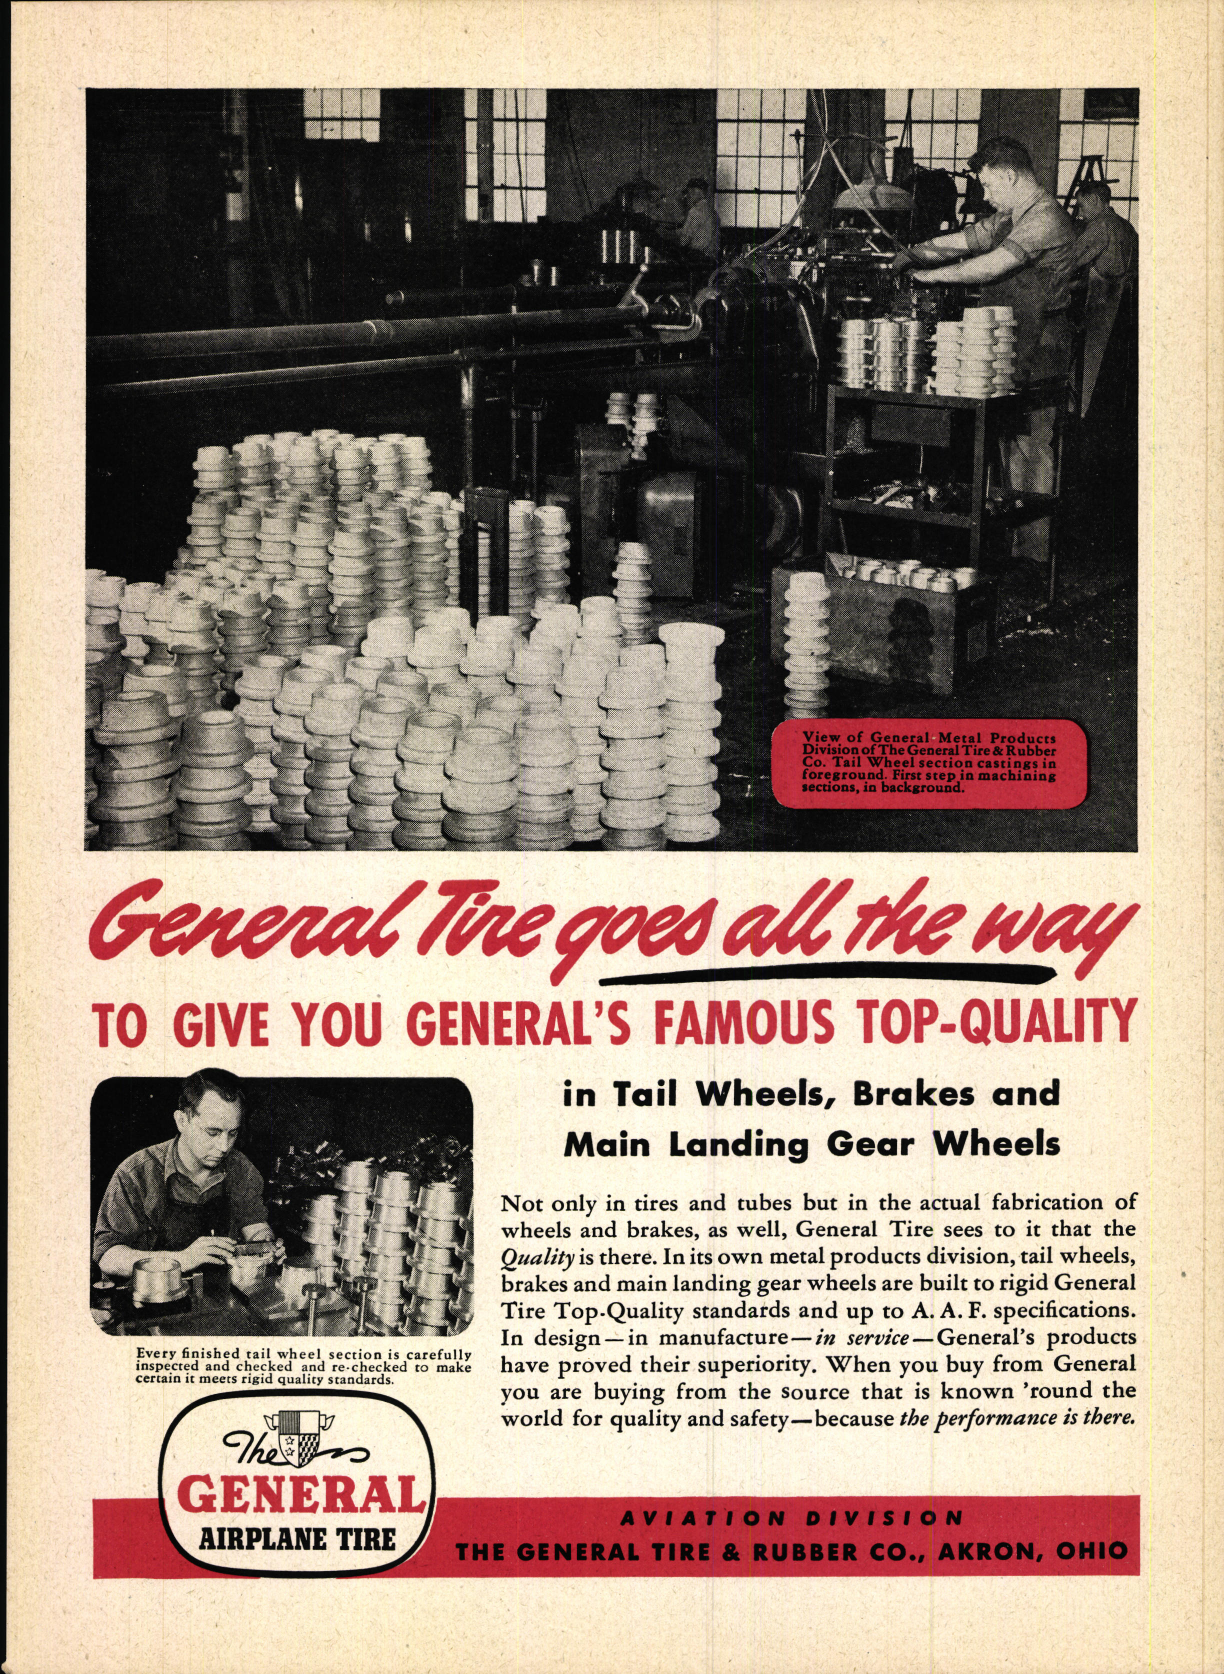 View of General Metal Products
Division of The General Tire & Rubber
Co. Tail Wheel section castings in
foreground. First step in machining
sections, in background.
General Tire goes all the way
TO GIVE YOU GENERAL'S FAMOUS TOP-QUALITY
in Tail Wheels, Brakes and
Main Landing Gear Wheels
Not only in tires and tubes but in the actual fabrication of
wheels and brakes, as well, General Tire sees to it that the
Quality is there. In its own metal products division, tail wheels,
brakes and main landing gear wheels are built to rigid General
Tire Top-Quality standards and up to A. A. F. specifications.
In design—in manufacture—in service—General's products
have proved their superiority. When you buy from General
you are buying from the source that is known 'round the
world for quality and safety—because the performance is there.
Every finished tail wheel section is carefully
inspected and checked and re-checked to make
certain it meets rigid quality standards.
The
GENERAL
AIRPLANE TIRE
AVIATION DIVISION
THE GENERAL TIRE & RUBBER CO., AKRON, OHIO